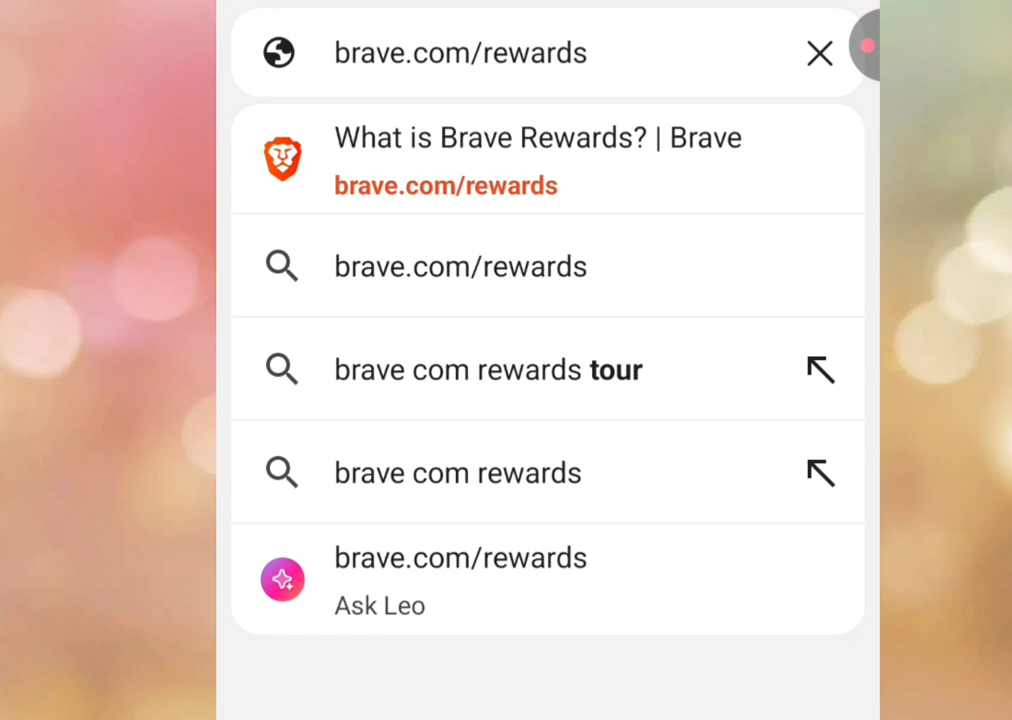 brave.com/rewards
What is Brave Rewards? | Brave
brave.com/rewards
brave.com/rewards
brave com rewards tour
brave com rewards
brave.com/rewards
Ask Leo